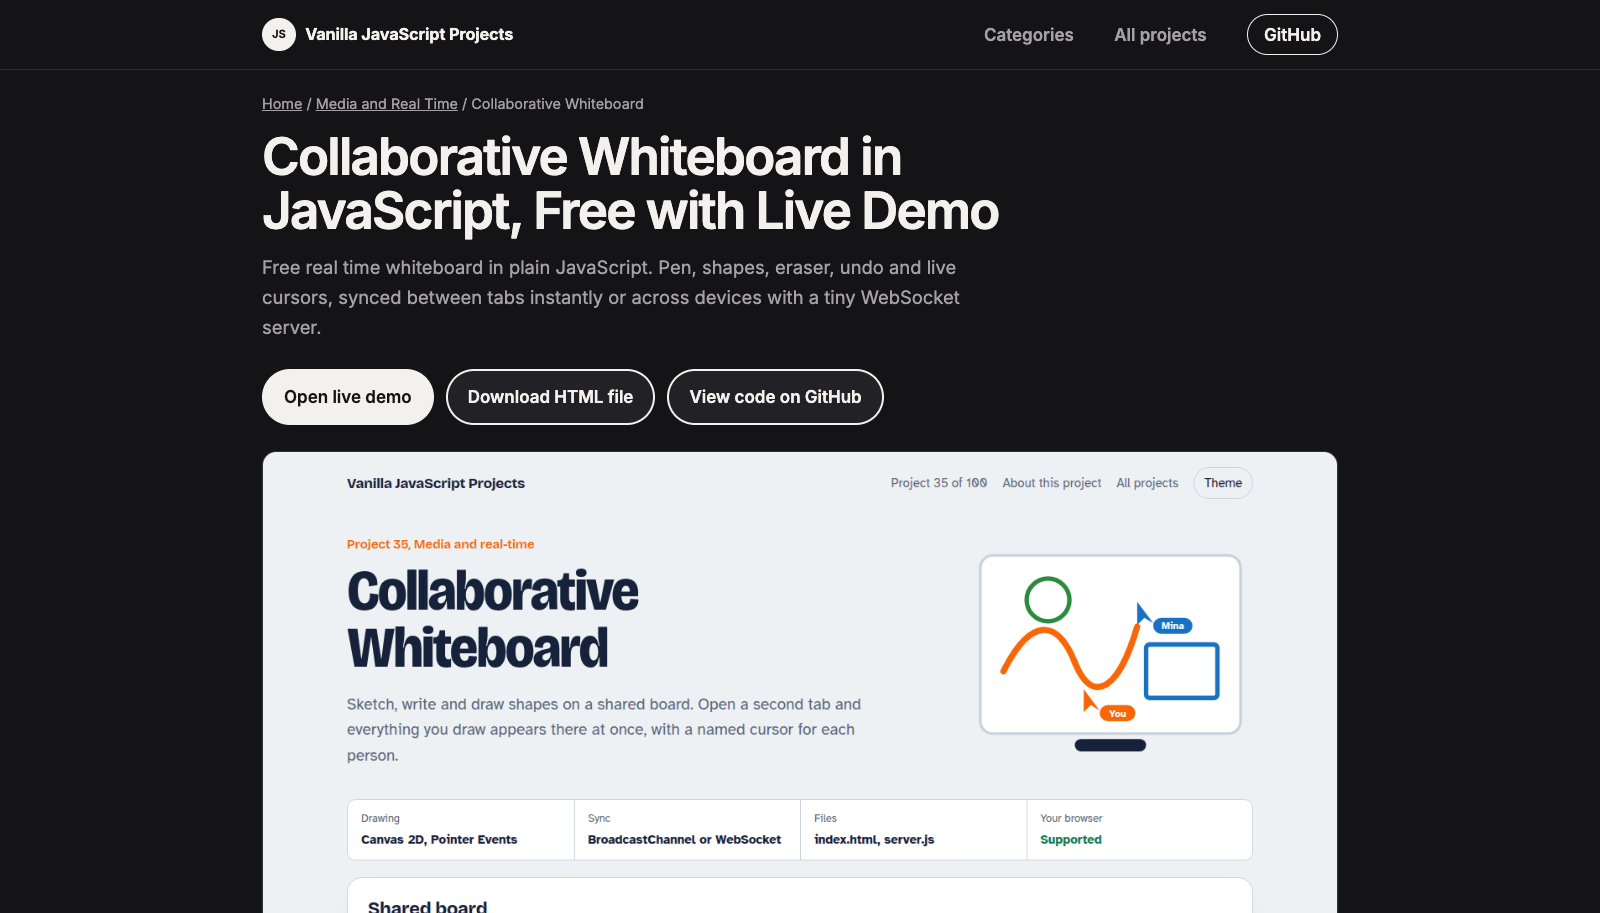 JS Vanilla JavaScript Projects
Categories
All projects
GitHub
Home / Media and Real Time / Collaborative Whiteboard
Collaborative Whiteboard in
JavaScript, Free with Live Demo
Free real time whiteboard in plain JavaScript. Pen, shapes, eraser, undo and live
cursors, synced between tabs instantly or across devices with a tiny WebSocket
server.
Open live demo
Download HTML file
View code on GitHub
Vanilla JavaScript Projects
Project 35 of 100
About this project
All projects
Theme
Project 35, Media and real-time
Collaborative
Whiteboard
Sketch, write and draw shapes on a shared board. Open a second tab and
everything you draw appears there at once, with a named cursor for each
person.
Mina
You
Drawing
Canvas 2D, Pointer Events
Sync
BroadcastChannel or WebSocket
Files
index.html, server.js
Your browser
Supported
Shared board